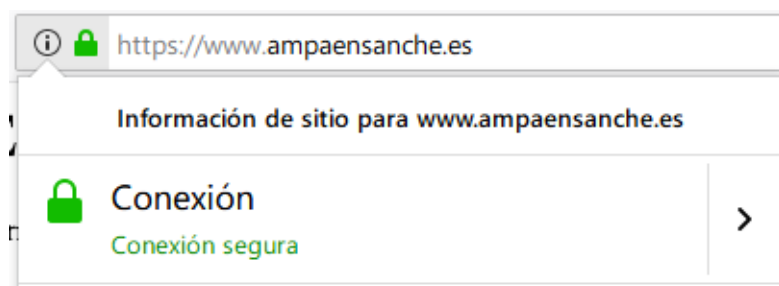 https://www.ampaensanche.es
Información de sitio para www.ampaensanche.es
Conexión
Conexión segura